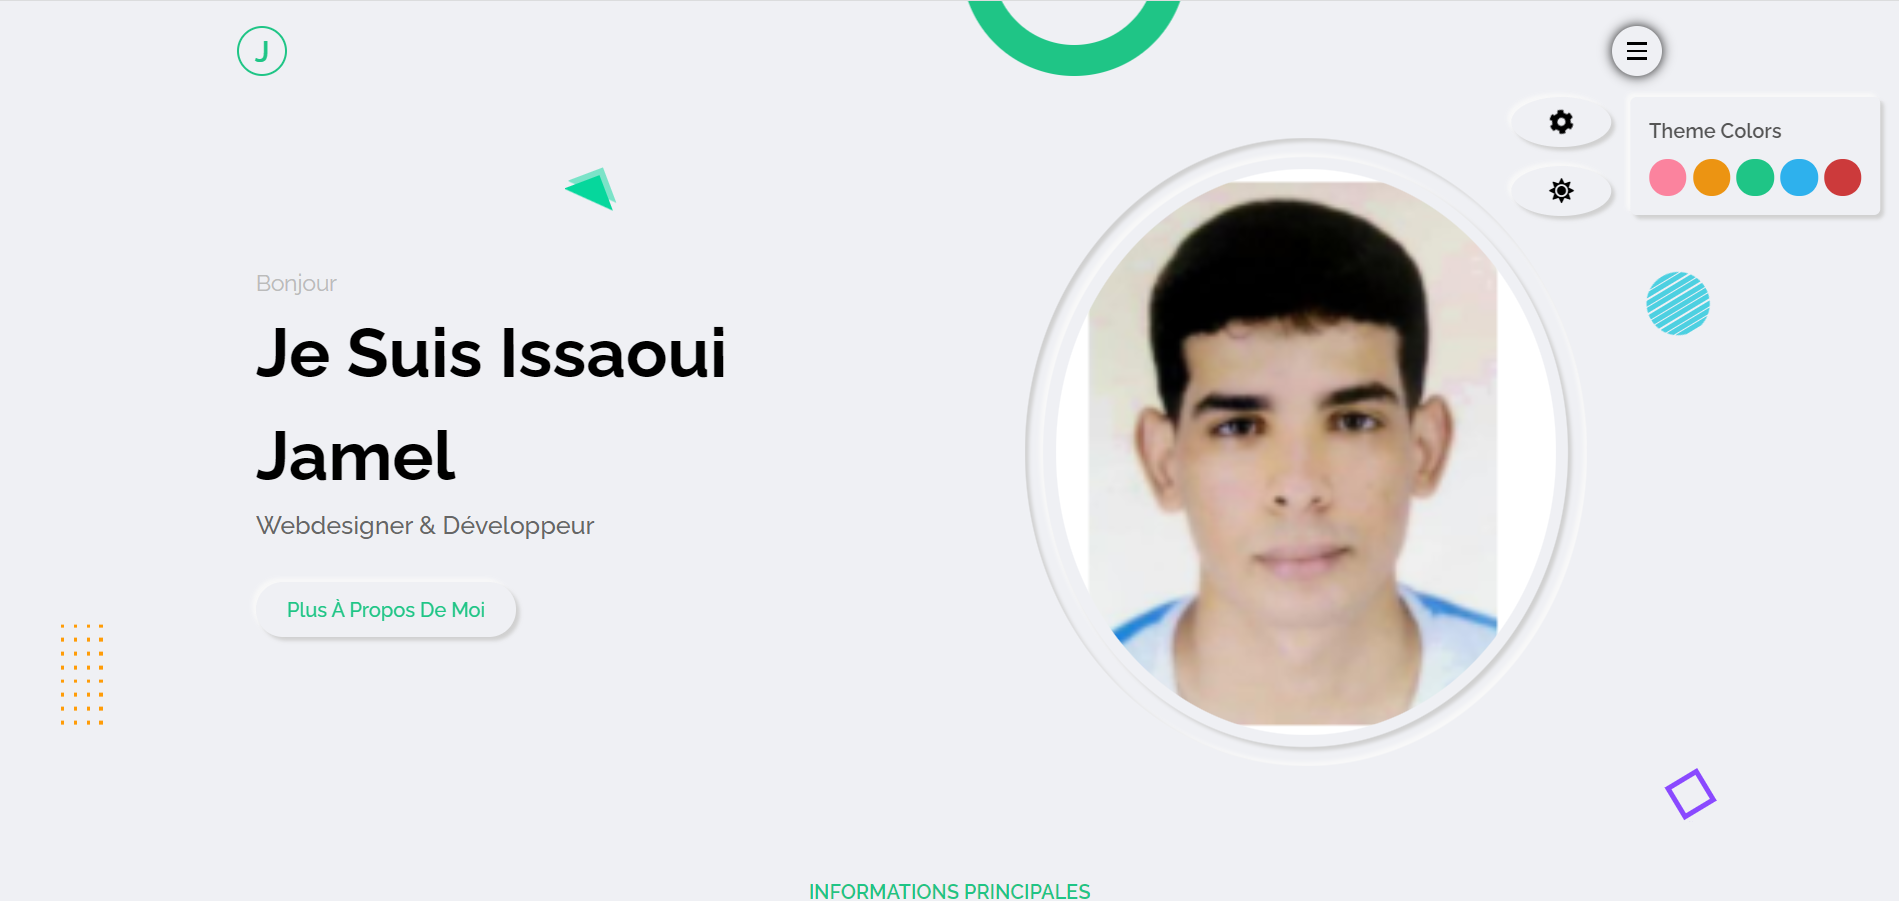 J
Theme Colors
Bonjour
Je Suis Issaoui
Jamel
Webdesigner & Développeur
Plus À Propos De Moi
INFORMATIONS PRINCIPALES